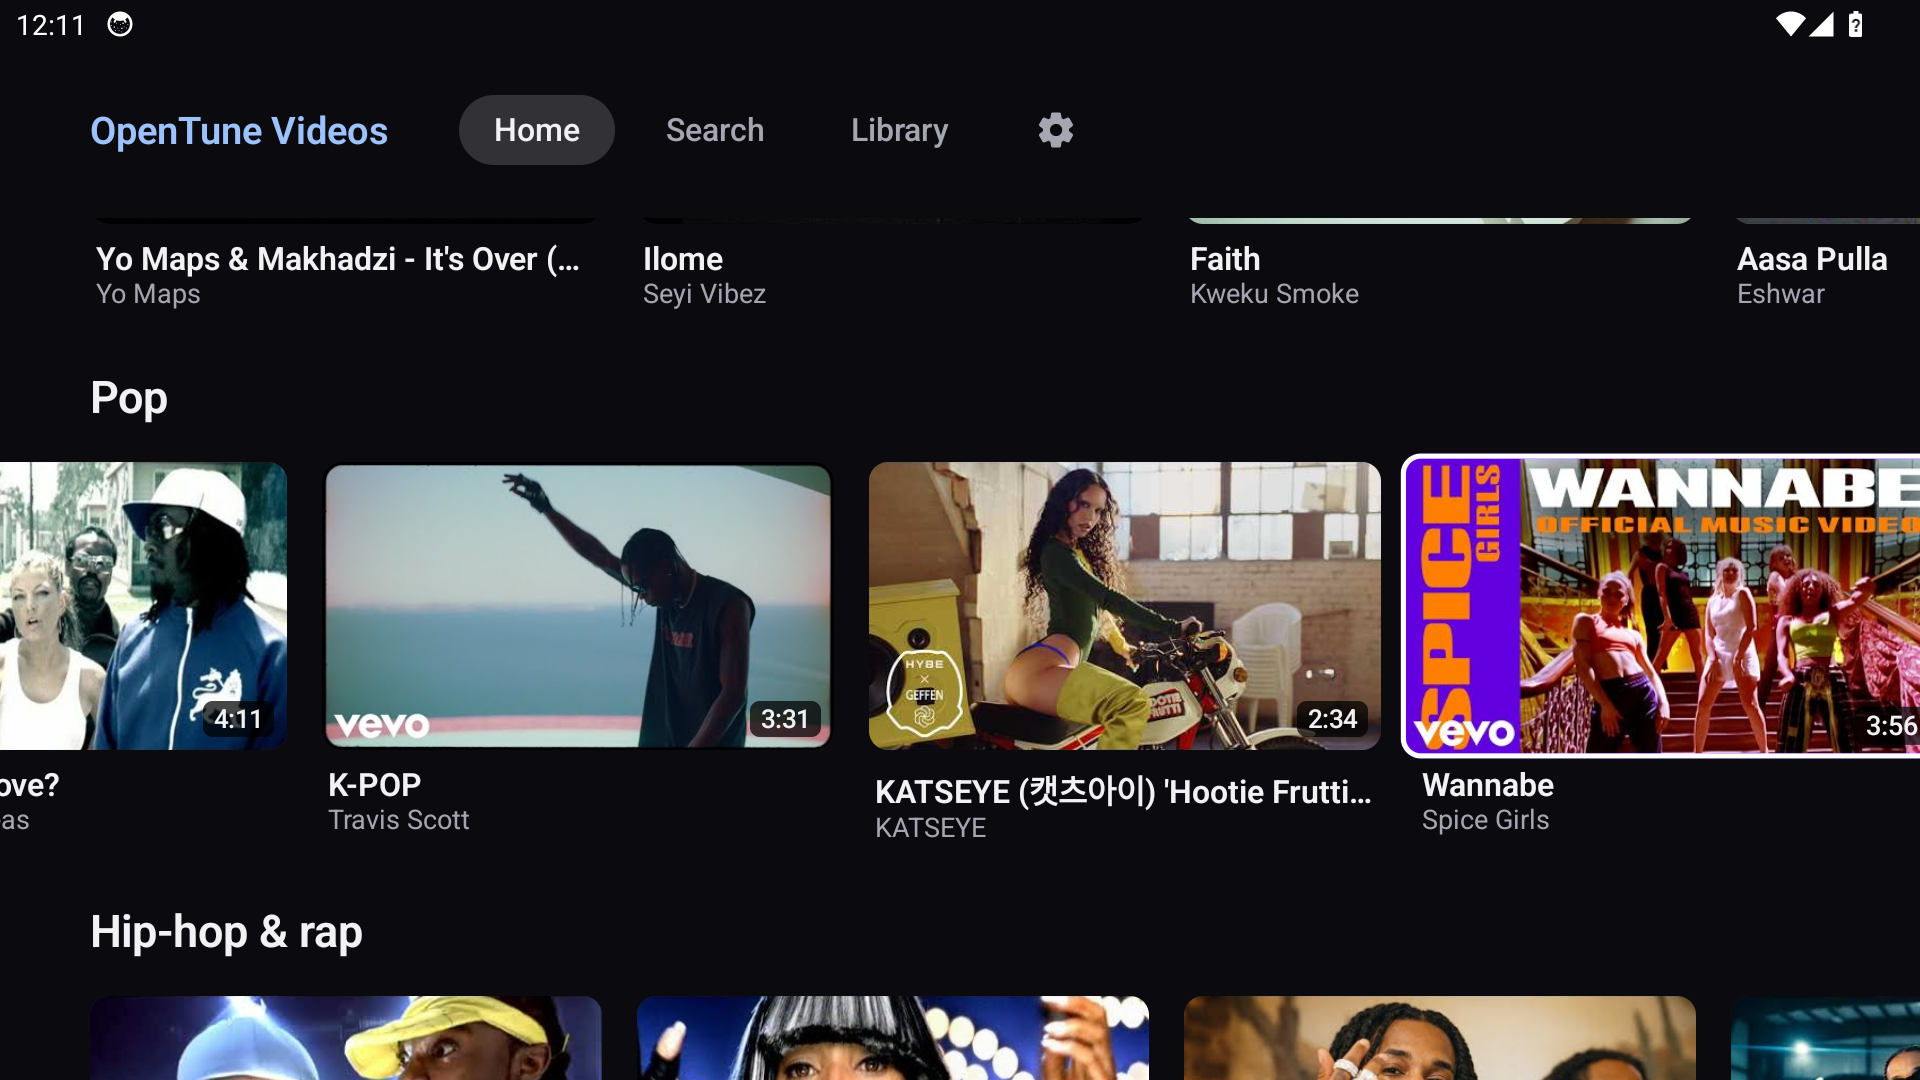 12:11
OpenTune Videos
Home
Search
Library
Yo Maps & Makhadzi - It's Over (...
Yo Maps
Ilome
Seyi Vibez
Faith
Kweku Smoke
Aasa Pulla
Eshwar
Pop
4:11
ove?
as
vevo
3:31
K-POP
Travis Scott
HYBE
×
GEFFEN
HOOTIE
FRUTTI
2:34
KATSEYE (캣츠아이) 'Hootie Frutti...
KATSEYE
SPICE
GIRLS
WANNABE
OFFICIAL MUSIC VIDEO
vevo
3:56
Wannabe
Spice Girls
Hip-hop & rap